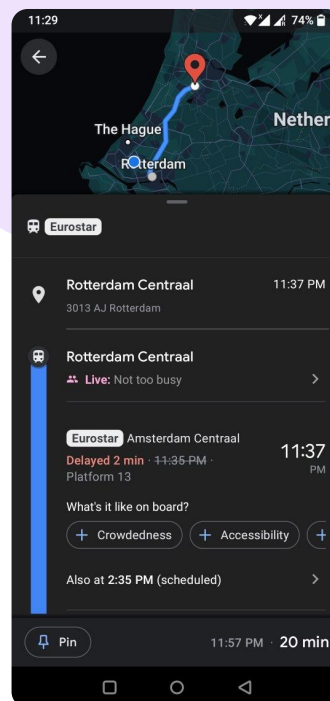 11:29
74%
Nether
The Hague
Rotterdam
Eurostar
Rotterdam Centraal 11:37 PM
3013 AJ Rotterdam
Rotterdam Centraal
Live: Not too busy
Eurostar Amsterdam Centraal 11:37 PM
Delayed 2 min · 11:35 PM ·
Platform 13
What's it like on board?
+ Crowdedness + Accessibility +
Also at 2:35 PM (scheduled)
Pin 11:57 PM · 20 min